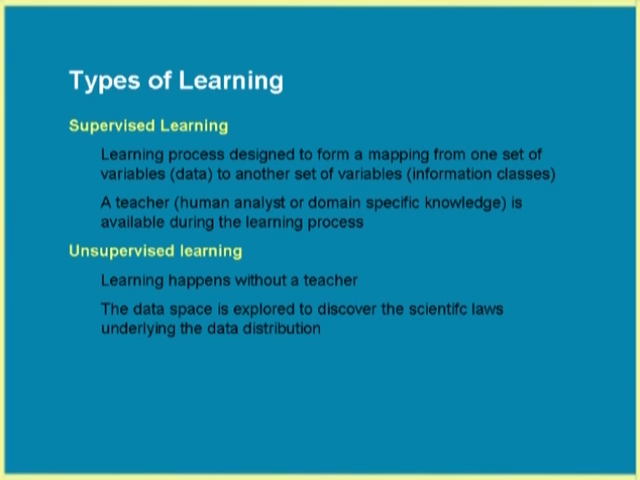 Types of Learning
Supervised Learning
Learning process designed to form a mapping from one set of
variables (data) to another set of variables (information classes)
A teacher (human analyst or domain specific knowledge) is
available during the learning process
Unsupervised learning
Learning happens without a teacher
The data space is explored to discover the scientifc laws
underlying the data distribution